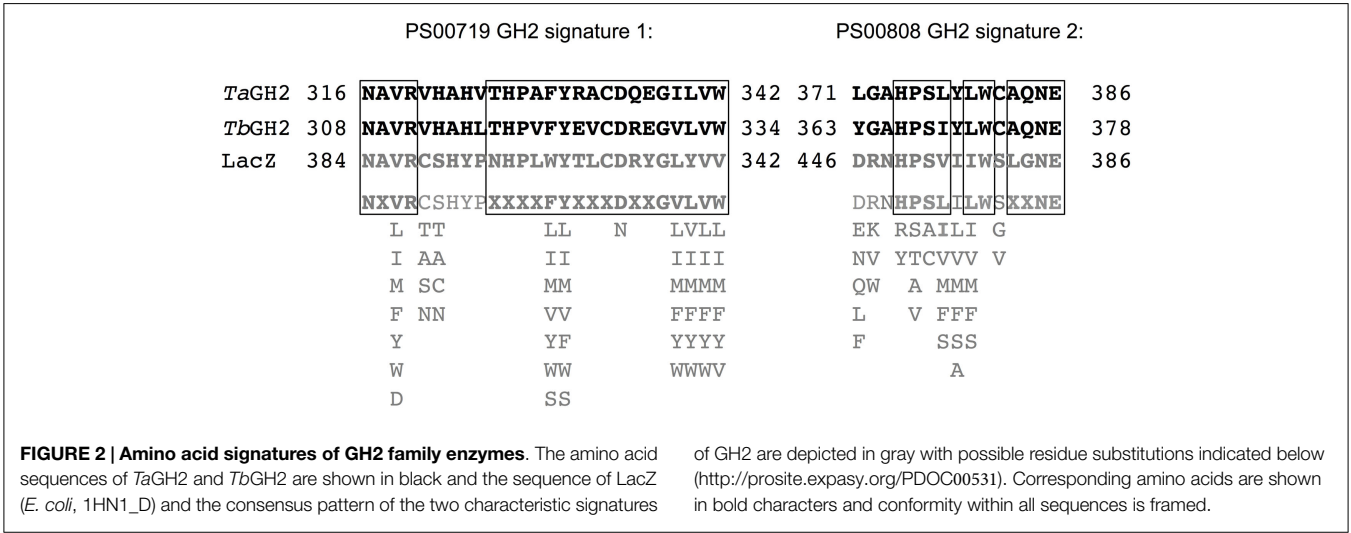 PS00719 GH2 signature 1: PS00808 GH2 signature 2:
TaGH2 316 NAVRVHAHVTHPAFYRACDQEGILVW 342 371 LGAHPSLYLWCAQNE 386
TbGH2 308 NAVRVHAHLTHPVFYEVCDREGVLVW 334 363 YGAHPSIYLWCAQNE 378
LacZ 384 NAVRCSHYPNHPLWYTLCDRYGLYVV 342 446 DRNHPSVIIWSLGNE 386
NXVRCSHYPXXXXFYXXXDXXGVLVW DRNHPSLILWSXXNE
L TT LL N LVLL EK RSAILI G
I AA II IIII NV YTCVVV V
M SC MM MMMM QW A MMM
F NN VV FFFF L V FFF
Y YF YYYY F SSS
W WW WWWV A
D SS
FIGURE 2 | Amino acid signatures of GH2 family enzymes. The amino acid
sequences of TaGH2 and TbGH2 are shown in black and the sequence of LacZ
(E. coli, 1HN1_D) and the consensus pattern of the two characteristic signatures
of GH2 are depicted in gray with possible residue substitutions indicated below
(http://prosite.expasy.org/PDOC00531). Corresponding amino acids are shown
in bold characters and conformity within all sequences is framed.